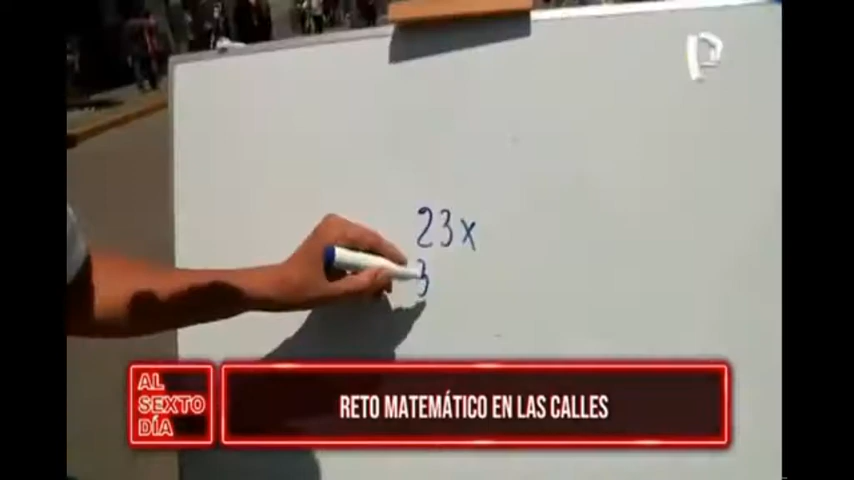 23x
3
AL
SEXTO
DÍA
RETO MATEMÁTICO EN LAS CALLES